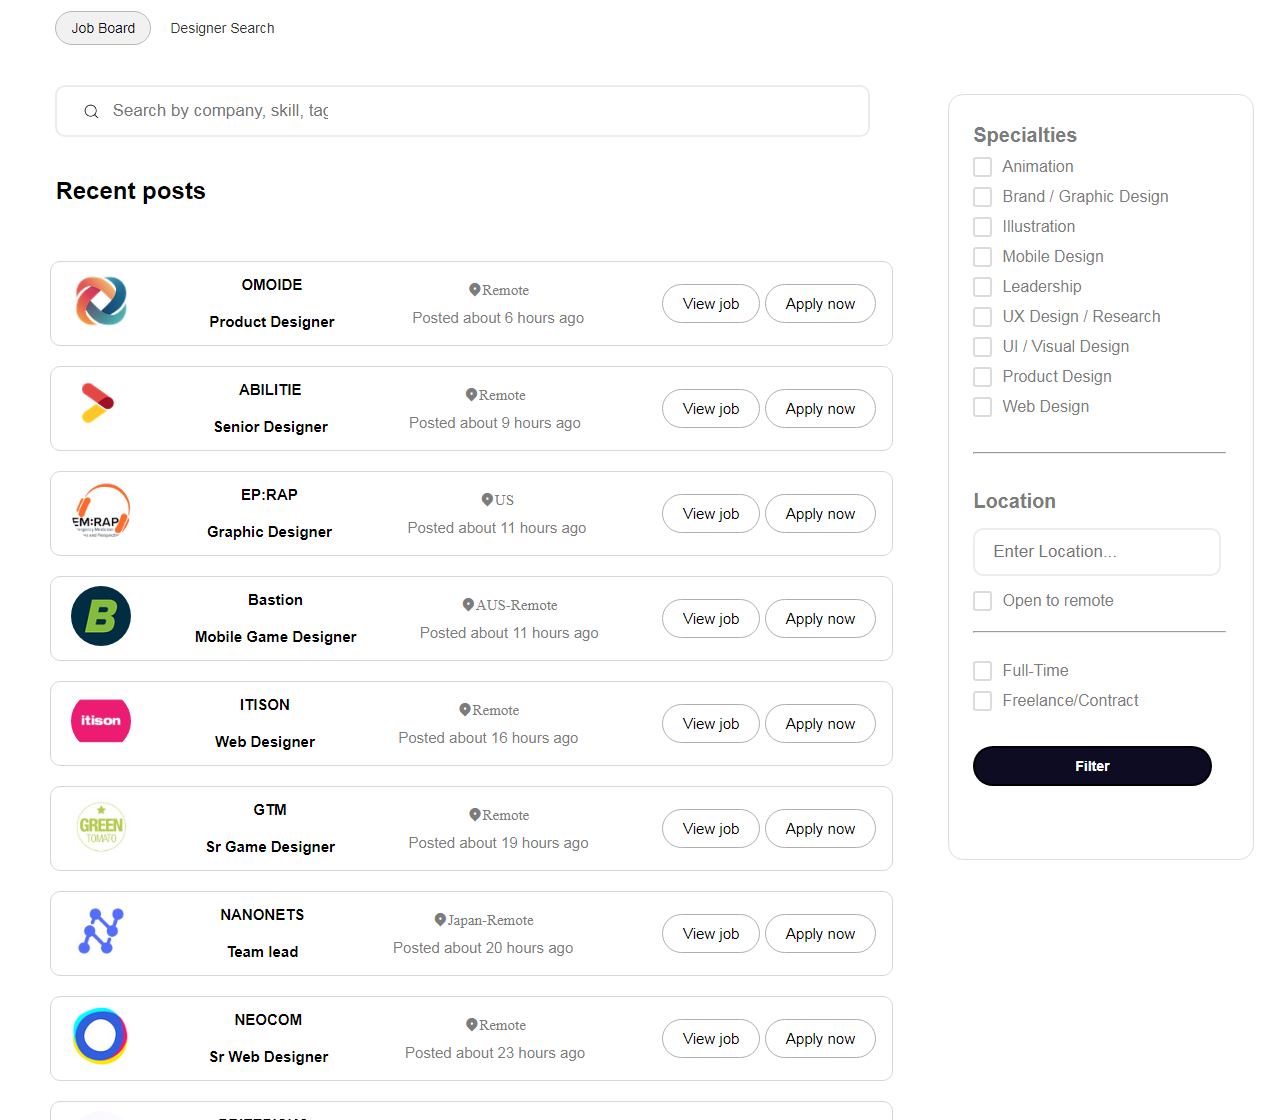 Job Board
Designer Search
Search by company, skill, tag
Recent posts
OMOIDE
Product Designer
Remote
Posted about 6 hours ago
View job
Apply now
ABILITIE
Senior Designer
Remote
Posted about 9 hours ago
View job
Apply now
EM:RAP
EP:RAP
Graphic Designer
US
Posted about 11 hours ago
View job
Apply now
B
Bastion
Mobile Game Designer
AUS-Remote
Posted about 11 hours ago
View job
Apply now
itison
ITISON
Web Designer
Remote
Posted about 16 hours ago
View job
Apply now
GREEN
TOMATO
GTM
Sr Game Designer
Remote
Posted about 19 hours ago
View job
Apply now
NANONETS
Team lead
Japan-Remote
Posted about 20 hours ago
View job
Apply now
NEOCOM
Sr Web Designer
Remote
Posted about 23 hours ago
View job
Apply now
Specialties
Animation
Brand / Graphic Design
Illustration
Mobile Design
Leadership
UX Design / Research
UI / Visual Design
Product Design
Web Design
Location
Enter Location...
Open to remote
Full-Time
Freelance/Contract
Filter